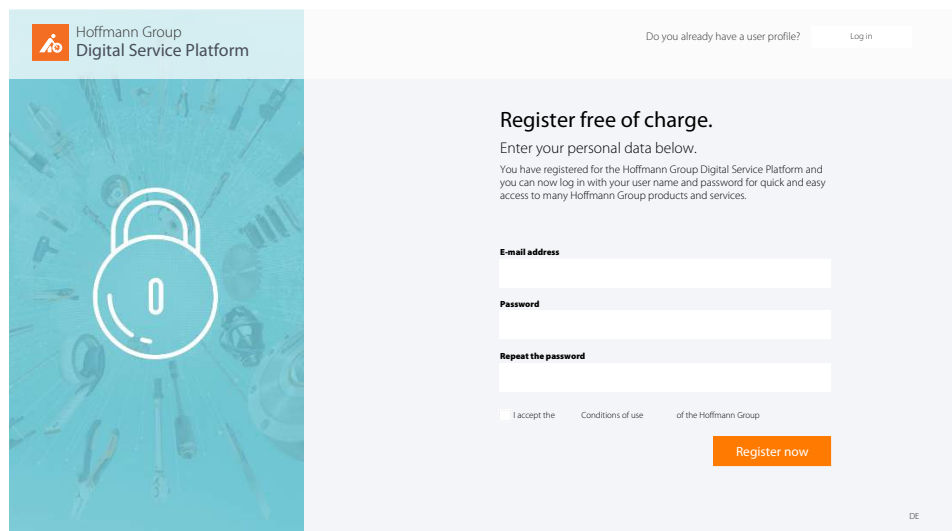 Hoffmann Group
Digital Service Platform
Do you already have a user profile?
Log in
Register free of charge.
Enter your personal data below.
You have registered for the Hoffmann Group Digital Service Platform and
you can now log in with your user name and password for quick and easy
access to many Hoffmann Group products and services.
E-mail address
Password
Repeat the password
I accept the Conditions of use of the Hoffmann Group
Register now
DE